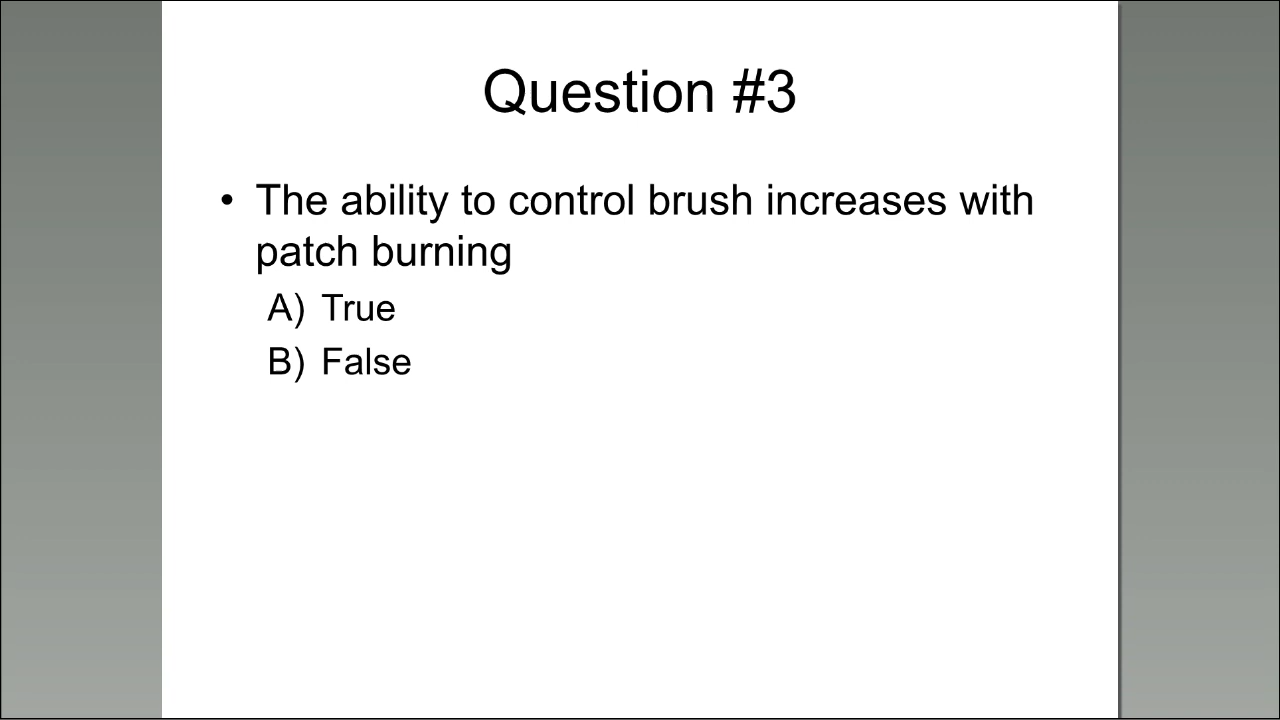 Question #3
• The ability to control brush increases with
patch burning
A) True
B) False